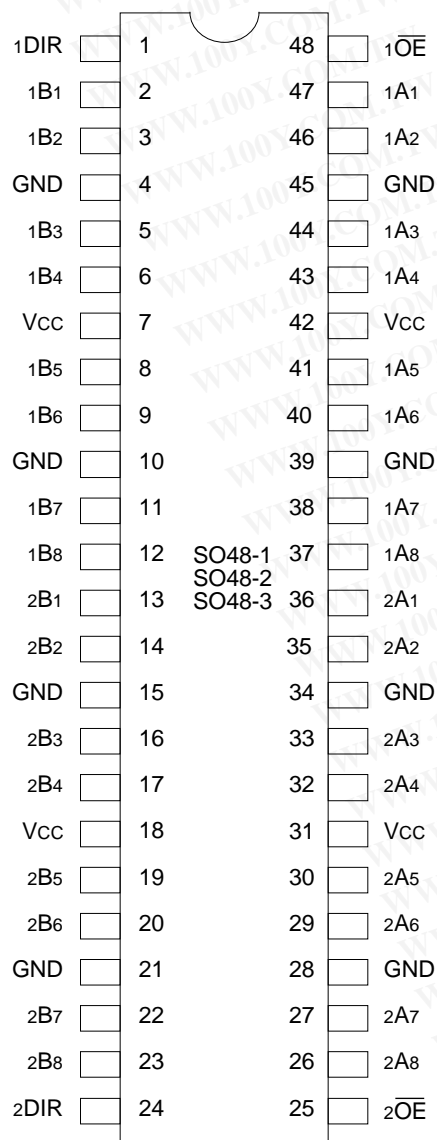 1DIR 1 48 1OE
1B1 2 47 1A1
1B2 3 46 1A2
GND 4 45 GND
1B3 5 44 1A3
1B4 6 43 1A4
VCC 7 42 VCC
1B5 8 41 1A5
1B6 9 40 1A6
GND 10 39 GND
1B7 11 38 1A7
1B8 12 SO48-1 37 1A8
SO48-2
2B1 13 SO48-3 36 2A1
2B2 14 35 2A2
GND 15 34 GND
2B3 16 33 2A3
2B4 17 32 2A4
VCC 18 31 VCC
2B5 19 30 2A5
2B6 20 29 2A6
GND 21 28 GND
2B7 22 27 2A7
2B8 23 26 2A8
2DIR 24 25 2OE
WWW.100Y.COM.TW